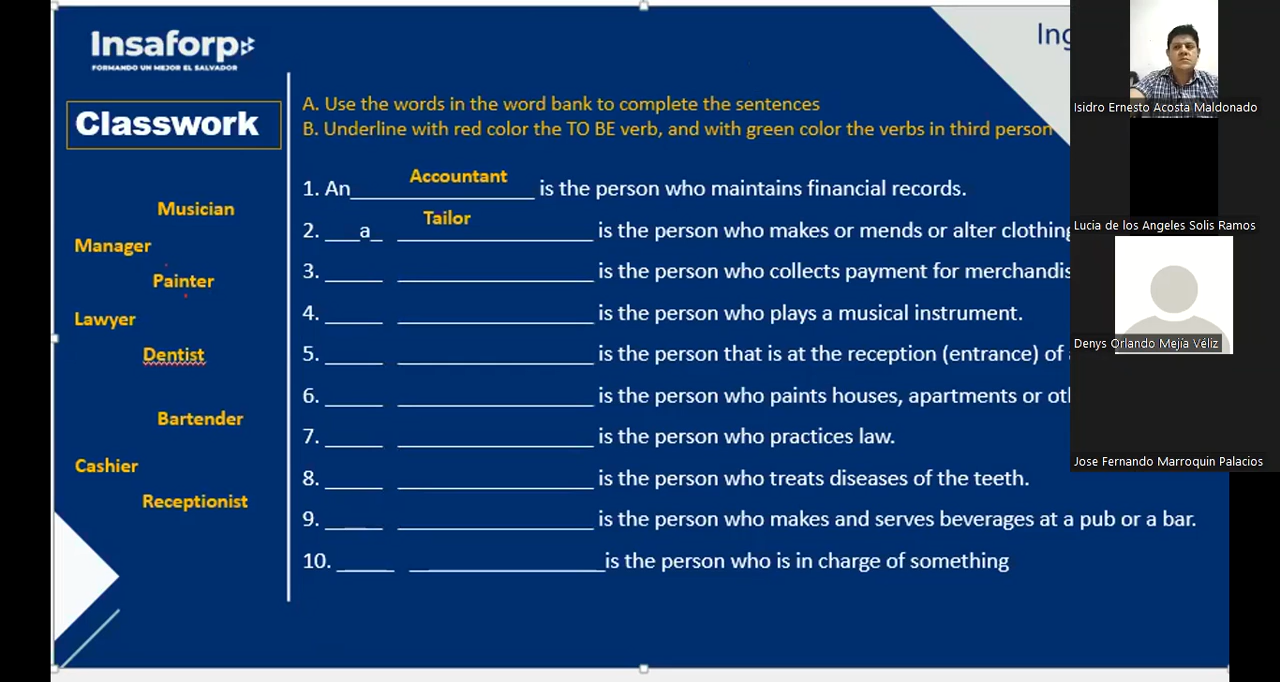 Insaforp
FORMANDO UN MEJOR EL SALVADOR
Classwork
A. Use the words in the word bank to complete the sentences
B. Underline with red color the TO BE verb, and with green color the verbs in third person
Musician
Manager
Painter
Lawyer
Dentist
Bartender
Cashier
Receptionist
1. An Accountant is the person who maintains financial records.
2. a Tailor is the person who makes or mends or alter clothing
3. is the person who collects payment for
4. is the person who plays a musical instrument.
5. is the person that is at the reception (entrance) of
6. is the person who paints houses, apartments or
7. is the person who practices law.
8. is the person who treats diseases of the teeth.
9. is the person who makes and serves beverages at a pub or a bar.
10. is the person who is in charge of something
Isidro Ernesto Acosta Maldonado
Lucia de los Angeles Solis Ramos
Denys Orlando Mejía Véliz
Jose Fernando Marroquin Palacios